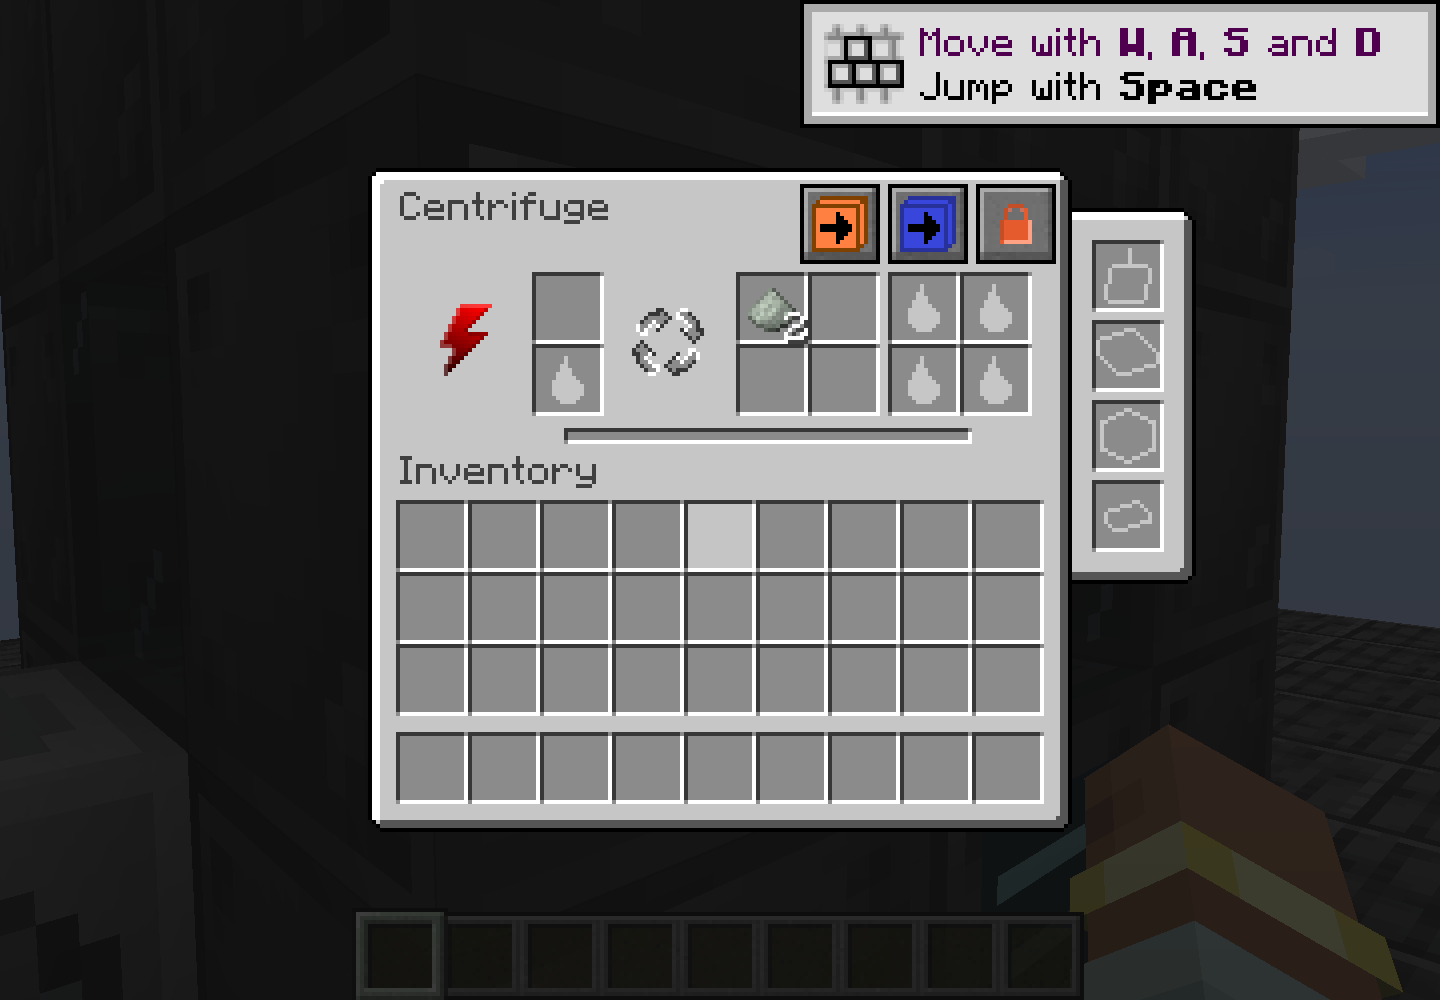 Move with W, A, S and D
Jump with Space
Centrifuge
2
Inventory